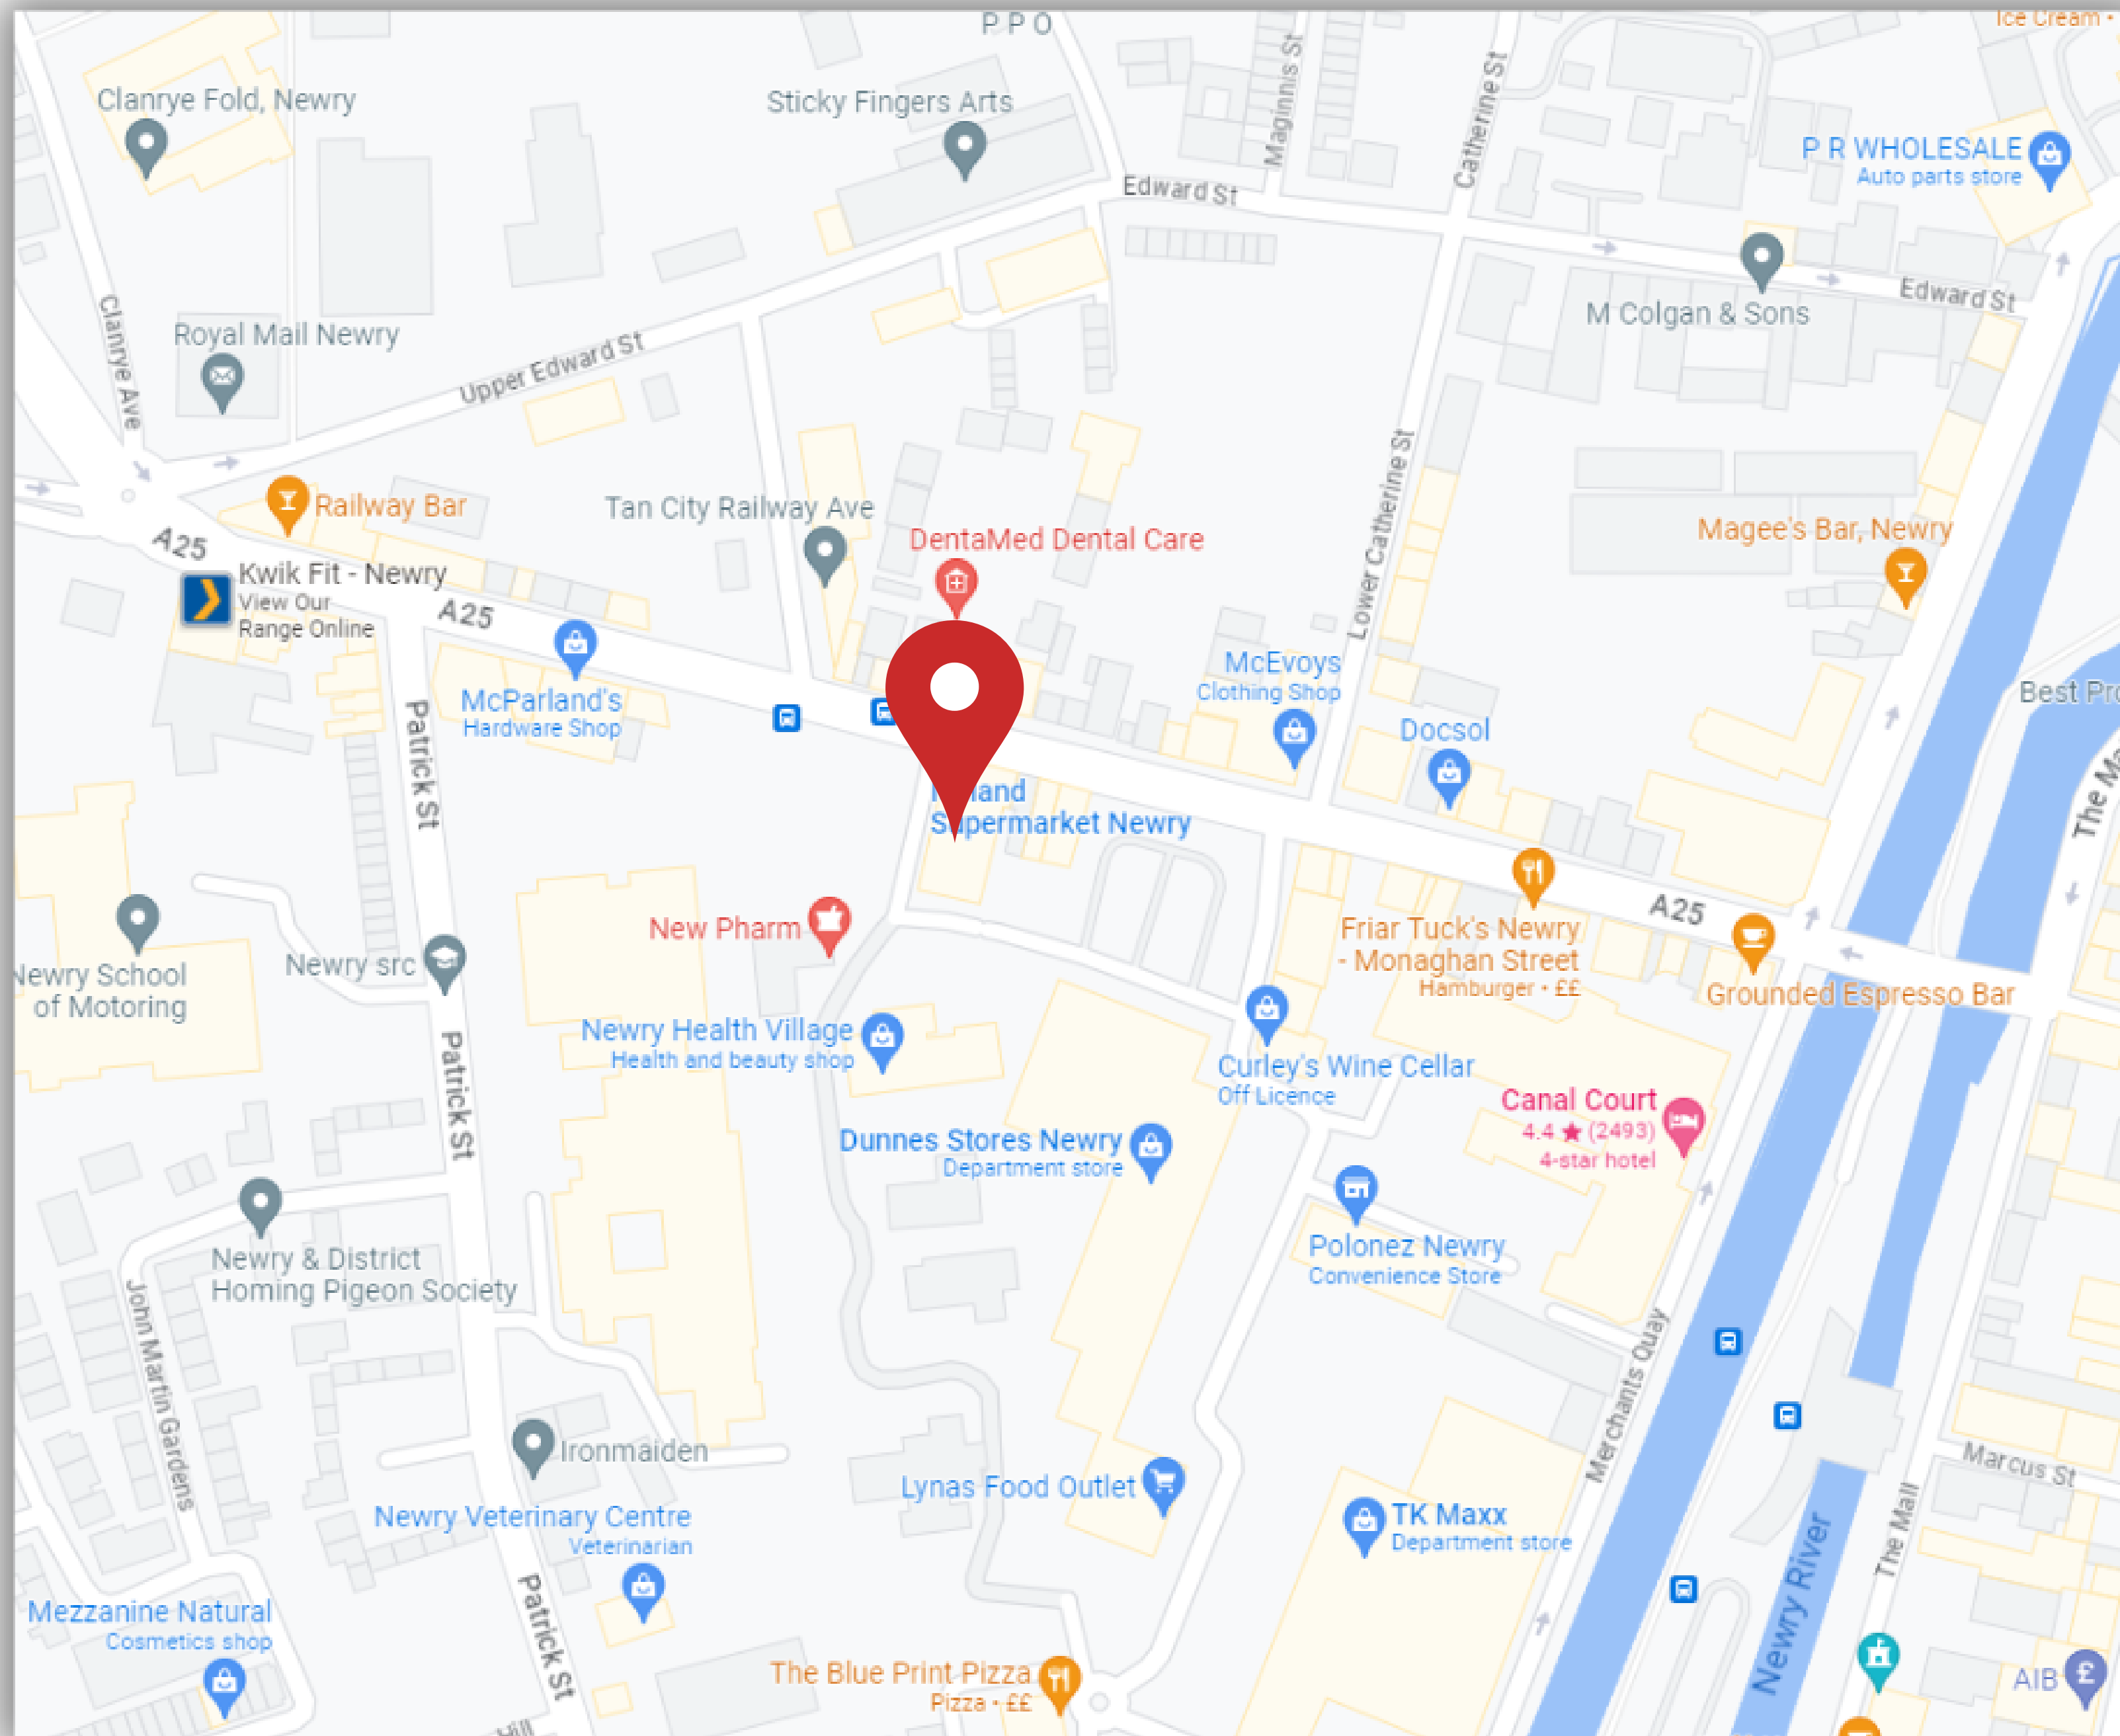 Ice Cream •
P P O
Clanrye Fold, Newry
Sticky Fingers Arts
Maginnis St
Catherine St
P R WHOLESALE
Auto parts store
Edward St
Edward St
M Colgan & Sons
Clanrye Ave
Royal Mail Newry
Upper Edward St
Railway Bar
Tan City Railway Ave
DentaMed Dental Care
Lower Catherine St
Magee's Bar, Newry
A25
Kwik Fit - Newry
View Our
Range Online
A25
McParland's
Hardware Shop
McEvoys
Clothing Shop
Docsol
Best
The
Patrick St
Supermarket Newry
New Pharm
Friar Tuck's Newry
- Monaghan Street
Hamburger • ££
A25
Grounded Espresso Bar
Newry School
of Motoring
Newry src
Newry Health Village
Health and beauty shop
Curley's Wine Cellar
Off Licence
Patrick St
Dunnes Stores Newry
Department store
Canal Court
4.4 ★ (2493)
4-star hotel
Newry & District
Homing Pigeon Society
Polonez Newry
Convenience Store
John Martin Gardens
Merchants Quay
Ironmaiden
Lynas Food Outlet
Marcus St
Newry Veterinary Centre
Veterinarian
TK Maxx
Department store
The Mall
Newry River
Patrick St
Mezzanine Natural
Cosmetics shop
The Blue Print Pizza
Pizza • ££
AIB
Hill